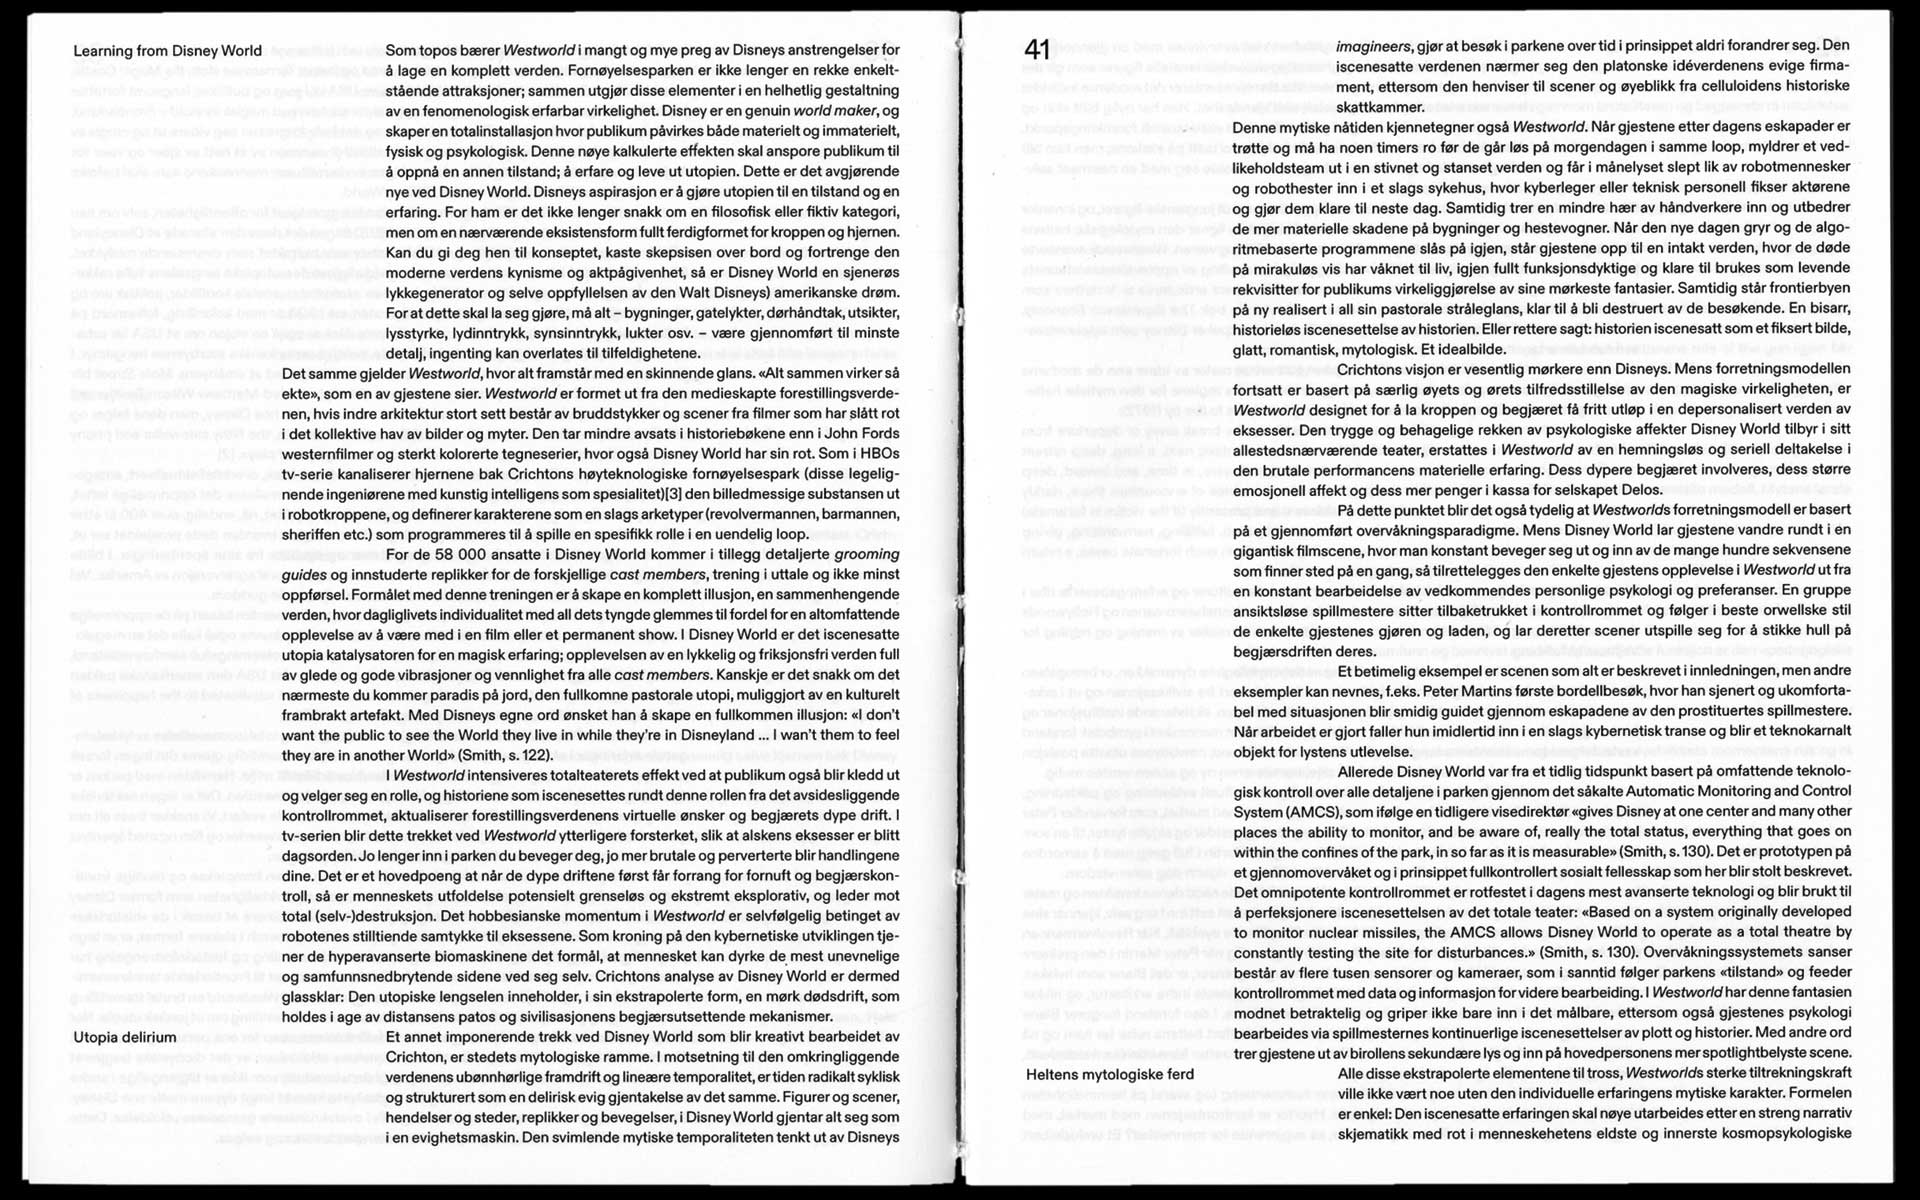 Learning from Disney World
Som topos bærer Westworld i mangt og mye preg av Disneys anstrengelser for
å lage en komplett verden. Fornøyelsesparken er ikke lenger en rekke enkelt-
stående attraksjoner; sammen utgjør disse elementer i en helhetlig gestaltning
av en fenomenologisk erfarbar virkelighet. Disney er en genuin world maker, og
skaper en totalinstallasjon hvor publikum påvirkes både materielt og immaterielt,
fysisk og psykologisk. Denne nøye kalkulerte effekten skal anspore publikum til
å oppnå en annen tilstand; å erfare og leve ut utopien. Dette er det avgjørende
nye ved Disney World. Disneys aspirasjon er å gjøre utopien til en tilstand og en
erfaring. For ham er det ikke lenger snakk om en filosofisk eller fiktiv kategori,
men om en nærværende eksistensform fullt ferdigformet for kroppen og hjernen.
Kan du gi deg hen til konseptet, kaste skepsisen over bord og fortrenge den
moderne verdens kynisme og aktpågivenhet, så er Disney World en sjenerøs
lykkegenerator og selve oppfyllelsen av den Walt Disneys) amerikanske drøm.
For at dette skal la seg gjøre, må alt – bygninger, gatelykter, dørhåndtak, utsikter,
lysstyrke, lydinntrykk, synsinntrykk, lukter osv. – være gjennomført til minste
detalj, ingenting kan overlates til tilfeldighetene.
Det samme gjelder Westworld, hvor alt framstår med en skinnende glans. «Alt sammen virker så
ekte», som en av gjestene sier. Westworld er formet ut fra den medieskapte forestillingsverde-
nen, hvis indre arkitektur stort sett består av bruddstykker og scener fra filmer som har slått rot
i det kollektive hav av bilder og myter. Den tar mindre avsats i historiebøkene enn i John Fords
westernfilmer og sterkt kolorerte tegneserier, hvor også Disney World har sin rot. Som i HBOs
tv-serie kanaliserer hjernene bak Crichtons høyteknologiske fornøyelsespark (disse legelig-
nende ingeniørene med kunstig intelligens som spesialitet)[3] den billedmessige substansen ut
i robotkroppene, og definerer karakterene som en slags arketyper (revolvermannen, barmannen,
sheriffen etc.) som programmeres til å spille en spesifikk rolle i en uendelig loop.
For de 58 000 ansatte i Disney World kommer i tillegg detaljerte grooming
guides og innstuderte replikker for de forskjellige cast members, trening i uttale og ikke minst
oppførsel. Formålet med denne treningen er å skape en komplett illusjon, en sammenhengende
verden, hvor dagliglivets individualitet med all dets tyngde glemmes til fordel for en altomfattende
opplevelse av å være med i en film eller et permanent show. I Disney World er det iscenesatte
utopia katalysatoren for en magisk erfaring; opplevelsen av en lykkelig og friksjonsfri verden full
av glede og gode vibrasjoner og vennlighet fra alle cast members. Kanskje er det snakk om det
nærmeste du kommer paradis på jord, den fullkomne pastorale utopi, muliggjort av en kulturelt
frambrakt artefakt. Med Disneys egne ord ønsket han å skape en fullkommen illusjon: «I don't
want the public to see the World they live in while they're in Disneyland ... I wan't them to feel
they are in another World» (Smith, s. 122).
I Westworld intensiveres totalteaterets effekt ved at publikum også blir kledd ut
og velger seg en rolle, og historiene som iscenesettes rundt denne rollen fra det avsidesliggende
kontrollrommet, aktualiserer forestillingsverdenens virtuelle ønsker og begjærets dype drift. I
tv-serien blir dette trekket ved Westworld ytterligere forsterket, slik at alskens eksesser er blitt
dagsorden. Jo lenger inn i parken du beveger deg, jo mer brutale og perverterte blir handlingene
dine. Det er et hovedpoeng at når de dype driftene først får forrang for fornuft og begjærskon-
troll, så er menneskets utfoldelse potensielt grenseløs og ekstremt eksplorativ, og leder mot
total (selv-)destruksjon. Det hobbesianske momentum i Westworld er selvfølgelig betinget av
robotenes stilltiende samtykke til eksessene. Som kroning på den kybernetiske utviklingen tje-
ner de hyperavanserte biomaskinene det formål, at mennesket kan dyrke de mest unevnelige
og samfunnsnedbrytende sidene ved seg selv. Crichtons analyse av Disney World er dermed
glassklar: Den utopiske lengselen inneholder, i sin ekstrapolerte form, en mørk dødsdrift, som
holdes i age av distansens patos og sivilisasjonens begjærsutsettende mekanismer.
Utopia delirium
Et annet imponerende trekk ved Disney World som blir kreativt bearbeidet av
Crichton, er stedets mytologiske ramme. I motsetning til den omkringliggende
verdenens ubønnhørlige framdrift og lineære temporalitet, er tiden radikalt syklisk
og strukturert som en delirisk evig gjentakelse av det samme. Figurer og scener,
hendelser og steder, replikker og bevegelser, i Disney World gjentar alt seg som
i en evighetsmaskin. Den svimlende mytiske temporaliteten tenkt ut av Disneys
41
imagineers, gjør at besøk i parkene over tid i prinsippet aldri forandrer seg. Den
iscenesatte verdenen nærmer seg den platonske idéverdenens evige firma-
ment, ettersom den henviser til scener og øyeblikk fra celluloidens historiske
skattkammer.
Denne mytiske nåtiden kjennetegner også Westworld. Når gjestene etter dagens eskapader er
trøtte og må ha noen timers ro før de går løs på morgendagen i samme loop, myldrer et ved-
likeholdsteam ut i en stivnet og stanset verden og får i månelyset slept lik av robotmennesker
og robothester inn i et slags sykehus, hvor kyberleger eller teknisk personell fikser aktørene
og gjør dem klare til neste dag. Samtidig trer en mindre hær av håndverkere inn og utbedrer
de mer materielle skadene på bygninger og hestevogner. Når den nye dagen gryr og de algo-
ritmebaserte programmene slås på igjen, står gjestene opp til en intakt verden, hvor de døde
på mirakuløs vis har våknet til liv, igjen fullt funksjonsdyktige og klare til brukes som levende
rekvisitter for publikums virkeliggjørelse av sine mørkeste fantasier. Samtidig står frontierbyen
på ny realisert i all sin pastorale stråleglans, klar til å bli destruert av de besøkende. En bisarr,
historieløs iscenesettelse av historien. Eller rettere sagt: historien iscenesatt som et fiksert bilde,
glatt, romantisk, mytologisk. Et idealbilde.
Crichtons visjon er vesentlig mørkere enn Disneys. Mens forretningsmodellen
fortsatt er basert på særlig øyets og ørets tilfredsstillelse av den magiske virkeligheten, er
Westworld designet for å la kroppen og begjæret få fritt utløp i en depersonalisert verden av
eksesser. Den trygge og behagelige rekken av psykologiske affekter Disney World tilbyr i sitt
allestedsnærværende teater, erstattes i Westworld av en hemningsløs og seriell deltakelse i
den brutale performancens materielle erfaring. Dess dypere begjæret involveres, dess større
emosjonell affekt og dess mer penger i kassa for selskapet Delos.
På dette punktet blir det også tydelig at Westworlds forretningsmodell er basert
på et gjennomført overvåkningsparadigme. Mens Disney World lar gjestene vandre rundt i en
gigantisk filmscene, hvor man konstant beveger seg ut og inn av de mange hundre sekvensene
som finner sted på en gang, så tilrettelegges den enkelte gjestens opplevelse i Westworld ut fra
en konstant bearbeidelse av vedkommendes personlige psykologi og preferanser. En gruppe
ansiktsløse spillmestere sitter tilbaketrukket i kontrollrommet og følger i beste orwellske stil
de enkelte gjestenes gjøren og laden, og lar deretter scener utspille seg for å stikke hull på
begjærsdriften deres.
Et betimelig eksempel er scenen som alt er beskrevet i innledningen, men andre
eksempler kan nevnes, f.eks. Peter Martins første bordellbesøk, hvor han sjenert og ukomforta-
bel med situasjonen blir smidig guidet gjennom eskapadene av den prostituertes spillmestere.
Når arbeidet er gjort faller hun imidlertid inn i en slags kybernetisk transe og blir et teknokarnalt
objekt for lystens utlevelse.
Allerede Disney World var fra et tidlig tidspunkt basert på omfattende teknolo-
gisk kontroll over alle detaljene i parken gjennom det såkalte Automatic Monitoring and Control
System (AMCS), som ifølge en tidligere visedirektør «gives Disney at one center and many other
places the ability to monitor, and be aware of, really the total status, everything that goes on
within the confines of the park, in so far as it is measurable» (Smith, s. 130). Det er prototypen på
et gjennomovervåket og i prinsippet fullkontrollert sosialt fellesskap som her blir stolt beskrevet.
Det omnipotente kontrollrommet er rotfestet i dagens mest avanserte teknologi og blir brukt til
å perfeksjonere iscenesettelsen av det totale teater: «Based on a system originally developed
to monitor nuclear missiles, the AMCS allows Disney World to operate as a total theatre by
constantly testing the site for disturbances.» (Smith, s. 130). Overvåkningssystemets sanser
består av flere tusen sensorer og kameraer, som i sanntid følger parkens «tilstand» og feeder
kontrollrommet med data og informasjon for videre bearbeiding. I Westworld har denne fantasien
modnet betraktelig og griper ikke bare inn i det målbare, ettersom også gjestenes psykologi
bearbeides via spillmesternes kontinuerlige iscenesettelser av plott og historier. Med andre ord
trer gjestene ut av birollens sekundære lys og inn på hovedpersonens mer spotlightbelyste scene.
Heltens mytologiske ferd
Alle disse ekstrapolerte elementene til tross, Westworlds sterke tiltrekningskraft
ville ikke vært noe uten den individuelle erfaringens mytiske karakter. Formelen
er enkel: Den iscenesatte erfaringen skal nøye utarbeides etter en streng narrativ
skjematikk med rot i menneskehetens eldste og innerste kosmopsykologiske